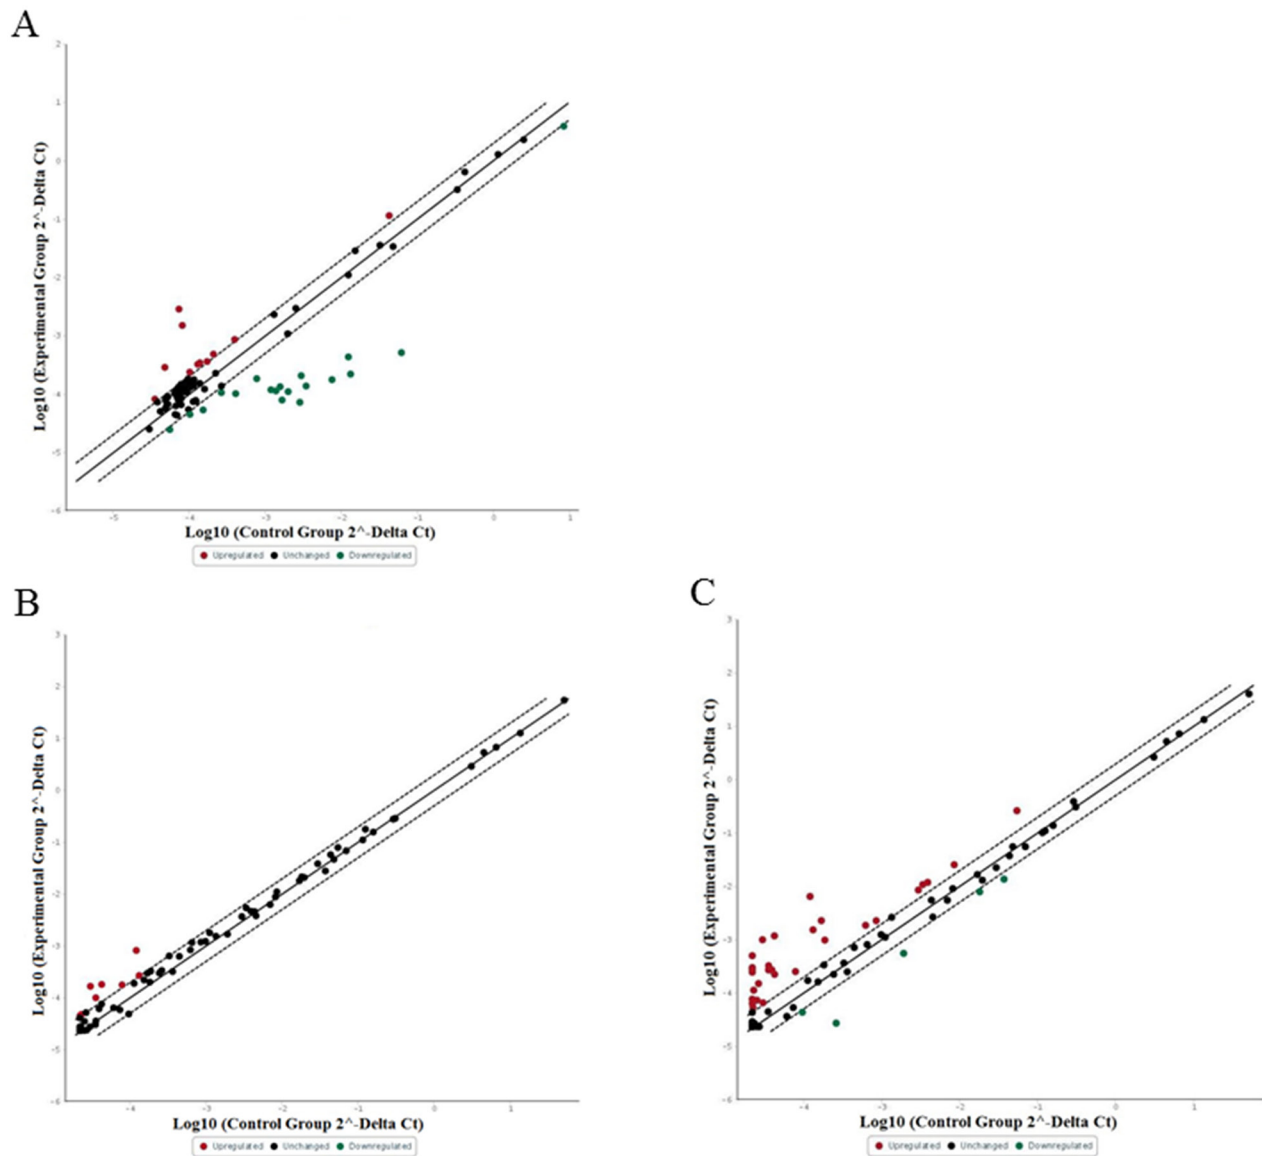 A
2
1
0
-1
-2
-3
-4
-5
-6
Log10 (Experimental Group 2^-Delta Ct)
-5 -4 -3 -2 -1 0 1
Log10 (Control Group 2^-Delta Ct)
Upregulated Unchanged Downregulated
B
3
2
1
0
-1
-2
-3
-4
-5
-6
Log10 (Experimental Group 2^-Delta Ct)
-4 -3 -2 -1 0 1
Log10 (Control Group 2^-Delta Ct)
Upregulated Unchanged Downregulated
C
3
2
1
0
-1
-2
-3
-4
-5
-6
Log10 (Experimental Group 2^-Delta Ct)
-4 -3 -2 -1 0 1
Log10 (Control Group 2^-Delta Ct)
Upregulated Unchanged Downregulated